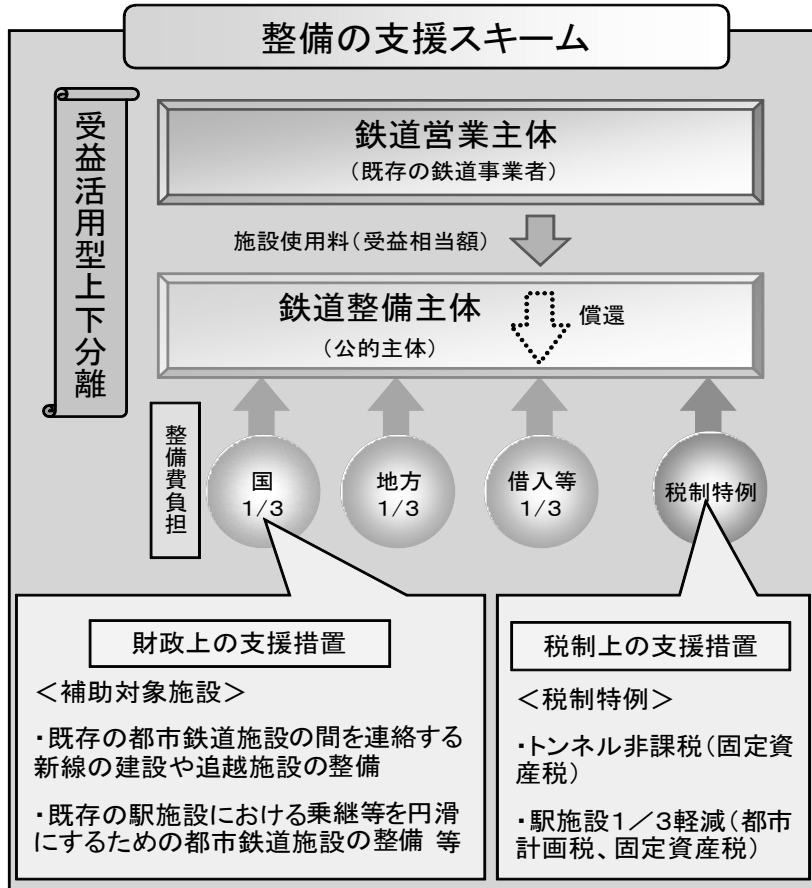 整備の支援スキーム
受益活用型上下分離
鉄道営業主体
(既存の鉄道事業者)
施設使用料(受益相当額)
鉄道整備主体
(公的主体)
償還
整備費負担
国
1/3
地方
1/3
借入等
1/3
税制特例
財政上の支援措置
<補助対象施設>
・既存の都市鉄道施設の間を連絡する
新線の建設や追越施設の整備
・既存の駅施設における乗継等を円滑
にするための都市鉄道施設の整備 等
税制上の支援措置
<税制特例>
・トンネル非課税(固定資
産税)
・駅施設1/3軽減(都市
計画税、固定資産税)